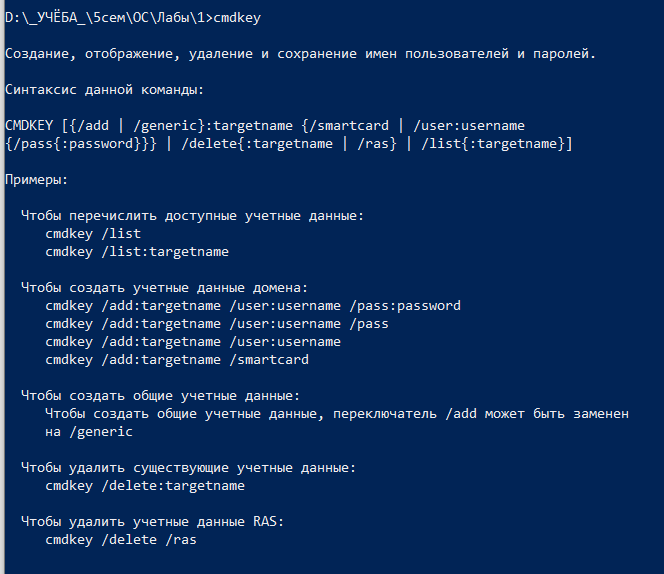 D:\_УЧЁБА_\5сем\ОС\Лабы\1>cmdkey
Создание, отображение, удаление и сохранение имен пользователей и паролей.
Синтаксис данной команды:
CMDKEY [{/add | /generic}:targetname {/smartcard | /user:username
{/pass{:password}}} | /delete{:targetname | /ras} | /list{:targetname}]
Примеры:
Чтобы перечислить доступные учетные данные:
cmdkey /list
cmdkey /list:targetname
Чтобы создать учетные данные домена:
cmdkey /add:targetname /user:username /pass:password
cmdkey /add:targetname /user:username /pass
cmdkey /add:targetname /user:username
cmdkey /add:targetname /smartcard
Чтобы создать общие учетные данные:
Чтобы создать общие учетные данные, переключатель /add может быть заменен
на /generic
Чтобы удалить существующие учетные данные:
cmdkey /delete:targetname
Чтобы удалить учетные данные RAS:
cmdkey /delete /ras